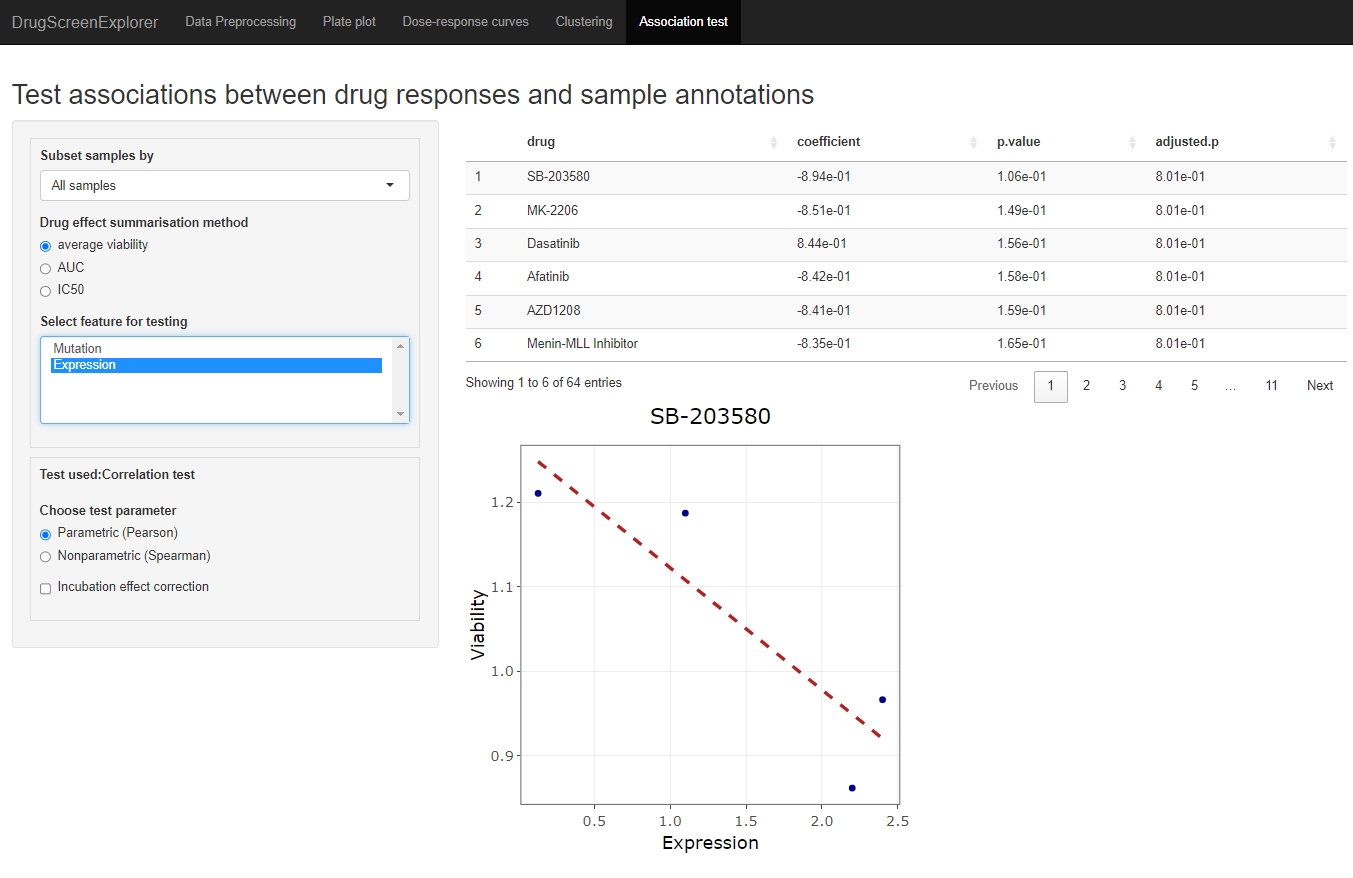 DrugScreenExplorer Data Preprocessing Plate plot Dose-response curves Clustering Association test
Test associations between drug responses and sample annotations
Subset samples by
All samples
Drug effect summarisation method
average viability
AUC
IC50
Select feature for testing
Mutation
Expression
Test used:Correlation test
Choose test parameter
Parametric (Pearson)
Nonparametric (Spearman)
Incubation effect correction
drug coefficient p.value adjusted.p
1 SB-203580 -8.94e-01 1.06e-01 8.01e-01
2 MK-2206 -8.51e-01 1.49e-01 8.01e-01
3 Dasatinib 8.44e-01 1.56e-01 8.01e-01
4 Afatinib -8.42e-01 1.58e-01 8.01e-01
5 AZD1208 -8.41e-01 1.59e-01 8.01e-01
6 Menin-MLL Inhibitor -8.35e-01 1.65e-01 8.01e-01
Showing 1 to 6 of 64 entries Previous 1 2 3 4 5 … 11 Next
SB-203580
1.2
1.1
1.0
0.9
Viability
0.5 1.0 1.5 2.0 2.5
Expression